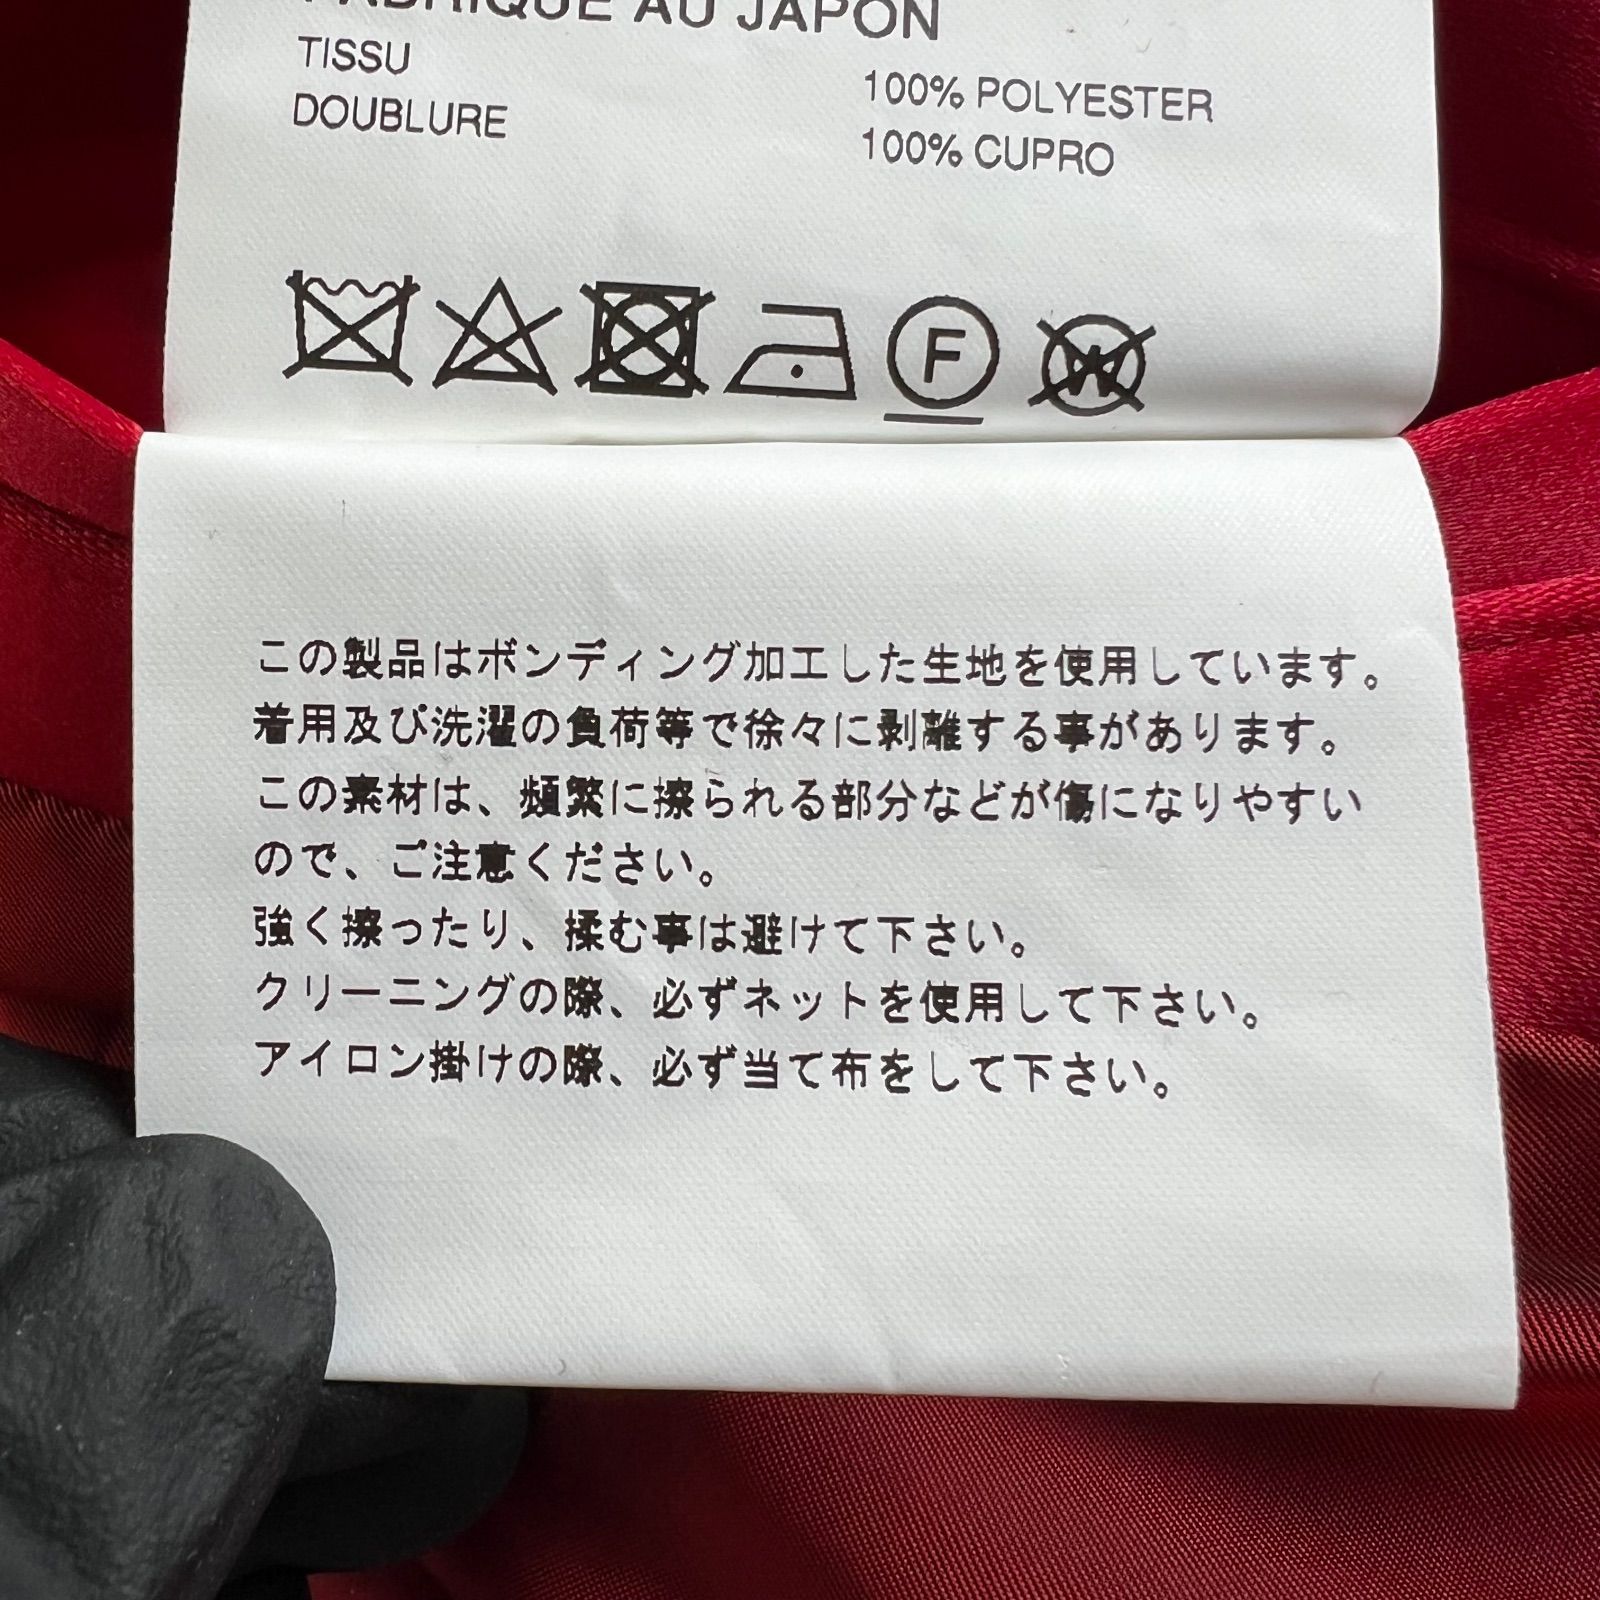 FABRIQUE AU JAPON
TISSU 100% POLYESTER
DOUBLURE 100% CUPRO
F W
この製品はボンディング加工した生地を使用しています。
着用及び洗濯の負荷等で徐々に剥離する事があります。
この素材は、頻繁に擦られる部分などが傷になりやすい
ので、ご注意ください。
強く擦ったり、揉む事は避けて下さい。
クリーニングの際、必ずネットを使用して下さい。
アイロン掛けの際、必ず当て布をして下さい。